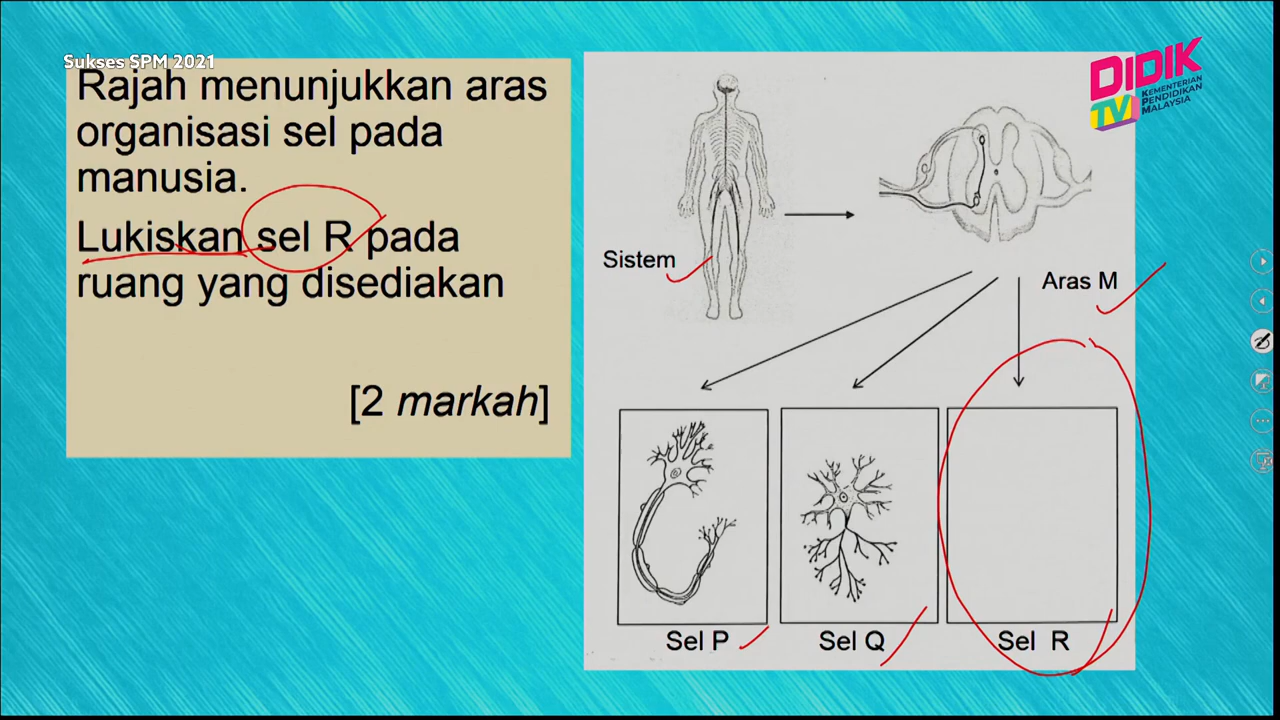 Sukses SPM 2021
Rajah menunjukkan aras
organisasi sel pada
manusia.
Lukiskan sel R pada
ruang yang disediakan
[2 markah]
DIDIK
TV
KEMENTERIAN
PENDIDIKAN
MALAYSIA
Sistem
Aras M
Sel P
Sel Q
Sel R